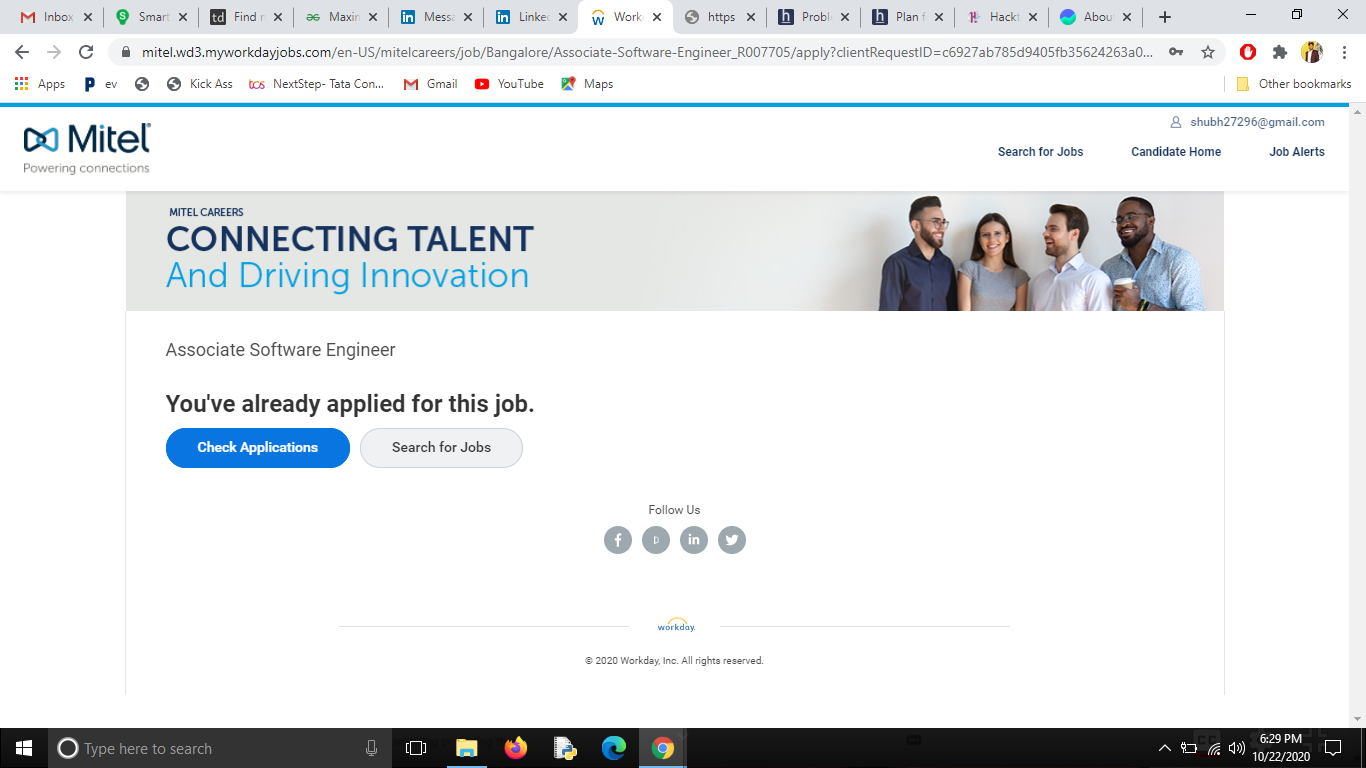 Inbox
Smart
Find r
Maxin
Messa
Linked
Work
https
Probl
Plan f
Hackt
Abou
mitel.wd3.myworkdayjobs.com/en-US/mitelcareers/job/Bangalore/Associate-Software-Engineer_R007705/apply?clientRequestID=c6927ab785d9405fb35624263a0...
Apps
ev
Kick Ass
tcs NextStep- Tata Con...
Gmail
YouTube
Maps
Other bookmarks
Mitel
Powering connections
shubh27296@gmail.com
Search for Jobs
Candidate Home
Job Alerts
MITEL CAREERS
CONNECTING TALENT
And Driving Innovation
Associate Software Engineer
You've already applied for this job.
Check Applications
Search for Jobs
Follow Us
workday.
© 2020 Workday, Inc. All rights reserved.
Type here to search
6:29 PM
10/22/2020